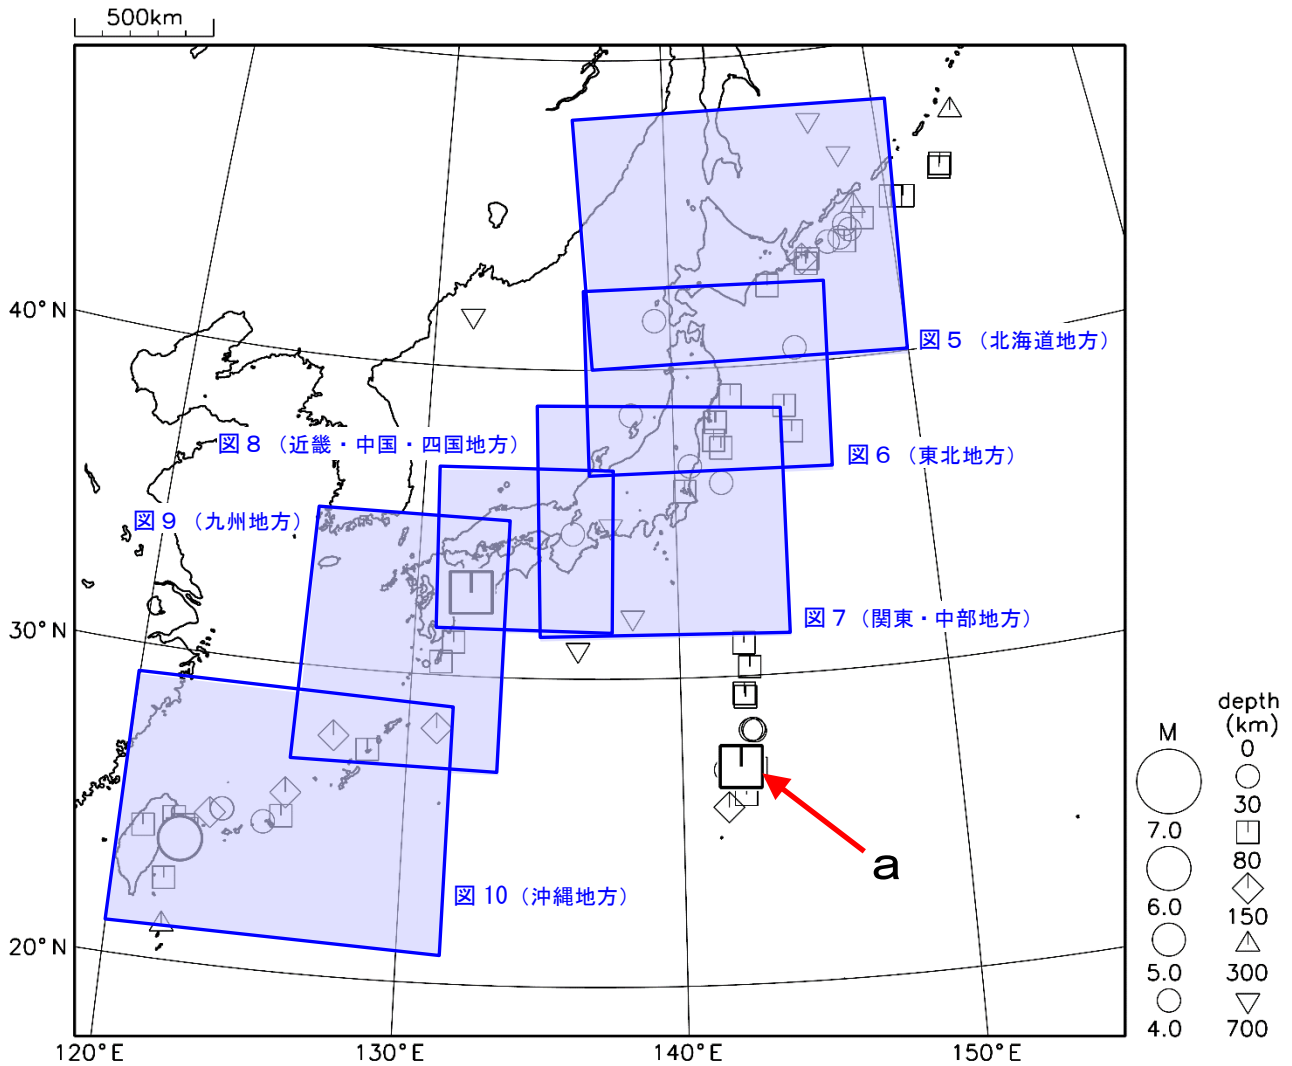 500km
40°N
図5（北海道地方）
図8（近畿・中国・四国地方）
図6（東北地方）
図9（九州地方）
図7（関東・中部地方）
30°N
a
図10（沖縄地方）
20°N
120°E
130°E
140°E
150°E
M
7.0
6.0
5.0
4.0
depth
(km)
0
30
80
150
300
700